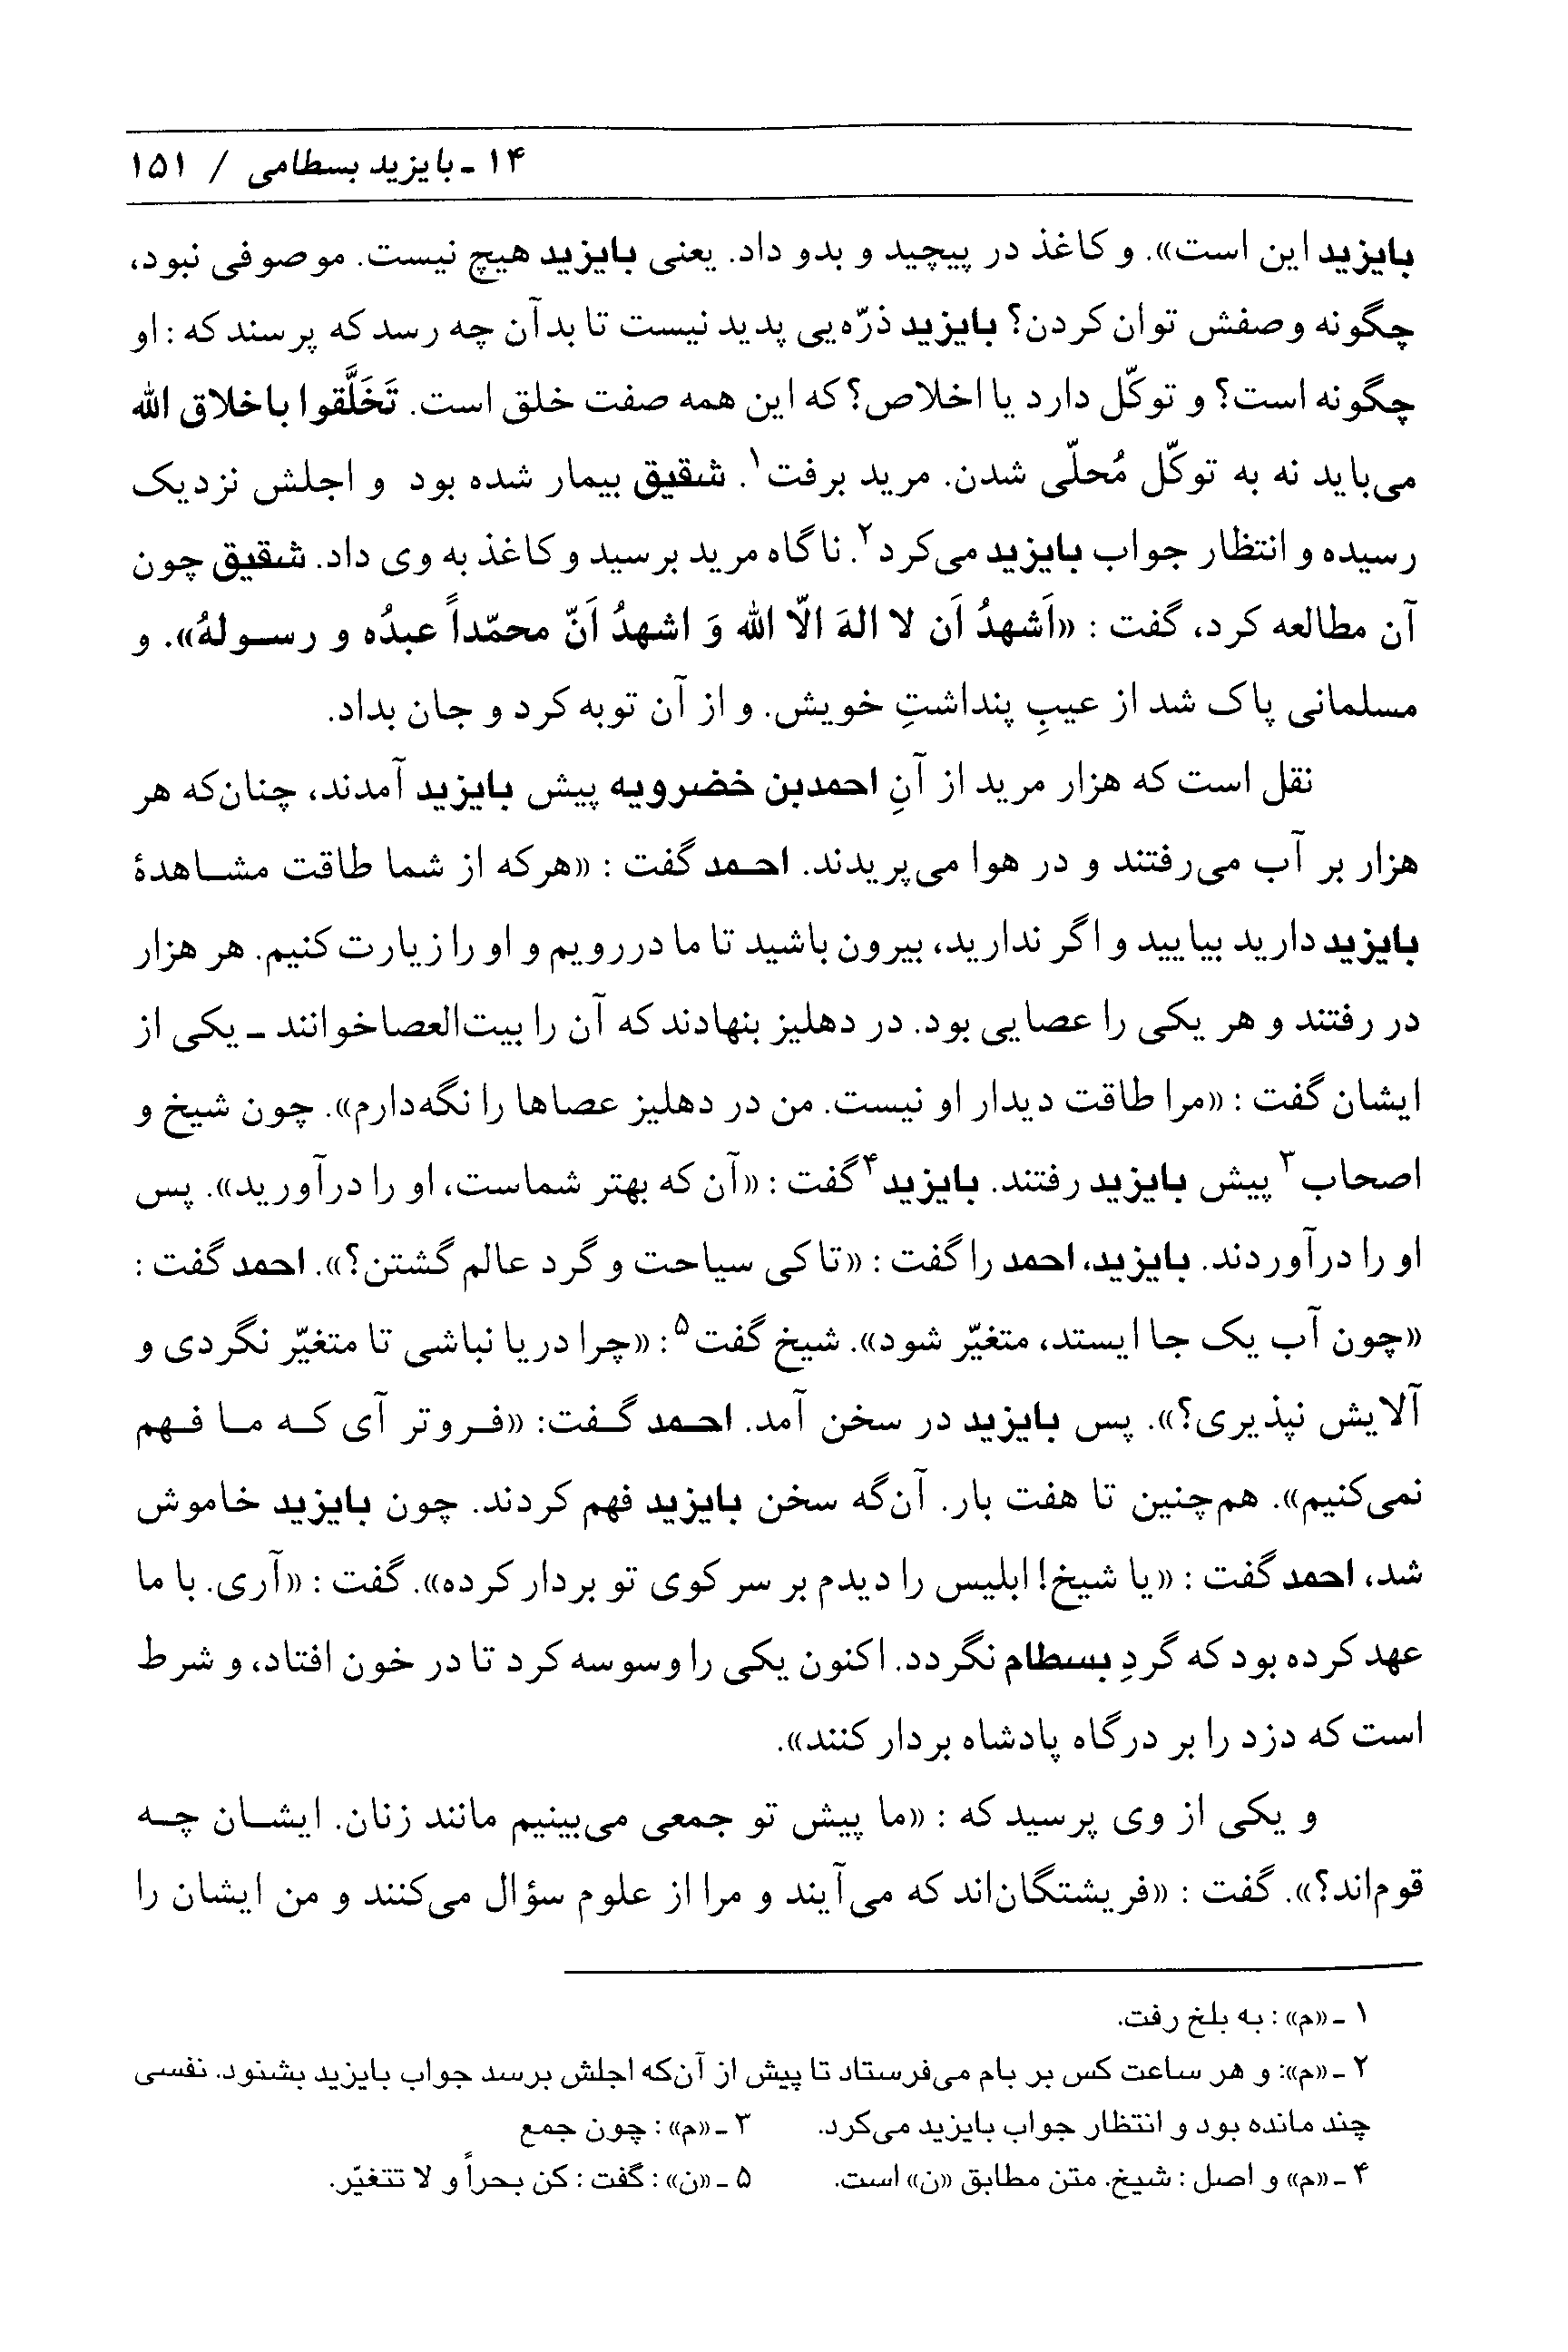 ۱۴ ـ بایزید بسطامی / ۱۵۱
بایزید این است». و کاغذ در پیچید و بدو داد. یعنی بایزید هیچ نیست. موصوفی نبود،
چگونه وصفش توان کردن؟ بایزید ذرّه‌یی پدید نیست تا بدآن چه رسد که پرسند که : او
چگونه است؟ و توکّل دارد یا اخلاص؟ که این همه صفت خلق است. تَخَلَّقوا باخلاق الله
می‌باید نه به توکّل مُحلّی شدن. مرید برفت۱. شقیق بیمار شده بود و اجلش نزدیک
رسیده و انتظار جواب بایزید می‌کرد۲. ناگاه مرید برسید و کاغذ به وی داد. شقیق چون
آن مطالعه کرد، گفت : «اَشهدُ اَن لا الهَ الّا الله وَ اشهدُ اَنّ محمّداً عبدُه و رسولهُ». و
مسلمانی پاک شد از عیبِ پنداشتِ خویش. و از آن توبه کرد و جان بداد.
نقل است که هزار مرید از آنِ احمدبن خضرویه پیش بایزید آمدند، چنان‌که هر
هزار بر آب می‌رفتند و در هوا می‌پریدند. احمد گفت : «هرکه از شما طاقت مشاهدهٔ
بایزید دارید بیایید و اگر ندارید، بیرون باشید تا ما دررویم و او را زیارت کنیم. هر هزار
در رفتند و هر یکی را عصایی بود. در دهلیز بنهادند که آن را بیت‌العصاخوانند ـ یکی از
ایشان گفت : «مرا طاقت دیدار او نیست. من در دهلیز عصاها را نگه‌دارم». چون شیخ و
اصحاب۳ پیش بایزید رفتند. بایزید۴ گفت : «آن که بهتر شماست، او را درآورید». پس
او را درآوردند. بایزید، احمد را گفت : «تاکی سیاحت و گرد عالم گشتن؟». احمد گفت :
«چون آب یک جا ایستد، متغیّر شود». شیخ گفت۵: «چرا دریا نباشی تا متغیّر نگردی و
آلایش نپذیری؟». پس بایزید در سخن آمد. احمد گفت: «فروتر آی که ما فهم
نمی‌کنیم». هم‌چنین تا هفت بار. آن‌گه سخن بایزید فهم کردند. چون بایزید خاموش
شد، احمد گفت : «یا شیخ! ابلیس را دیدم بر سر کوی تو بردار کرده». گفت : «آری. با ما
عهد کرده بود که گردِ بسطام نگردد. اکنون یکی را وسوسه کرد تا در خون افتاد، و شرط
است که دزد را بر درگاه پادشاه بردار کنند».
و یکی از وی پرسید که : «ما پیش تو جمعی می‌بینیم مانند زنان. ایشان چه
قوم‌اند؟». گفت : «فریشتگان‌اند که می‌آیند و مرا از علوم سؤال می‌کنند و من ایشان را
۱ ـ «م» : به بلخ رفت.
۲ ـ «م»: و هر ساعت کس بر بام می‌فرستاد تا پیش از آن‌که اجلش برسد جواب بایزید بشنود. نفسی
چند مانده بود و انتظار جواب بایزید می‌کرد. ۳ ـ «م» : چون جمع
۴ ـ «م» و اصل : شیخ. متن مطابق «ن» است. ۵ ـ «ن» : گفت : کن بحراً و لا تتغیّر.